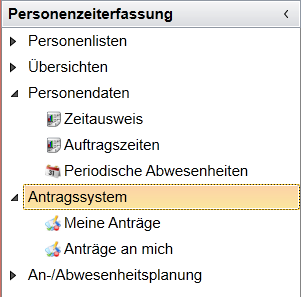 Personenzeiterfassung
Personenlisten
Übersichten
Personendaten
Zeitausweis
Auftragszeiten
Periodische Abwesenheiten
Antragssystem
Meine Anträge
Anträge an mich
An-/Abwesenheitsplanung